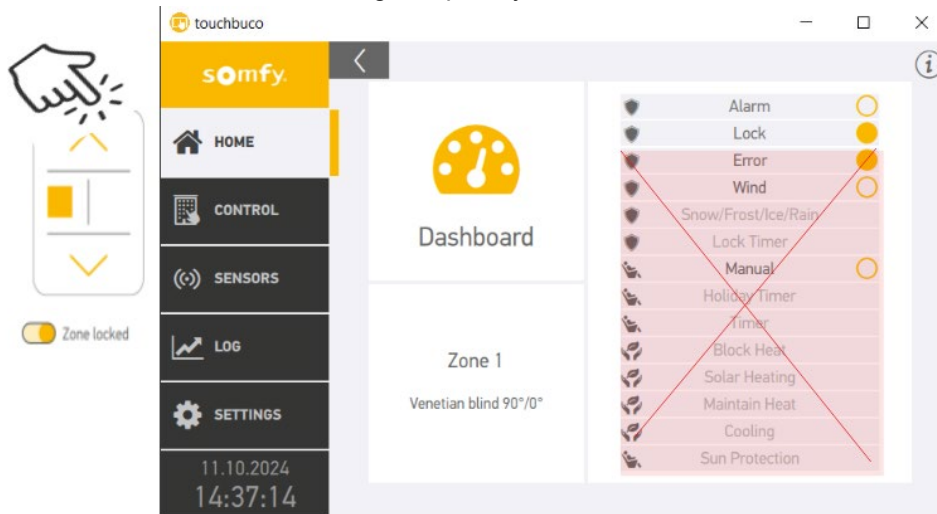 touchbuco
somfy.
HOME
CONTROL
SENSORS
LOG
SETTINGS
11.10.2024
14:37:14
Zone locked
Dashboard
Zone 1
Venetian blind 90°/0°
i
Alarm
Lock
Error
Wind
Snow/Frost/Ice/Rain
Lock Timer
Manual
Holiday Timer
Timer
Block Heat
Solar Heating
Maintain Heat
Cooling
Sun Protection